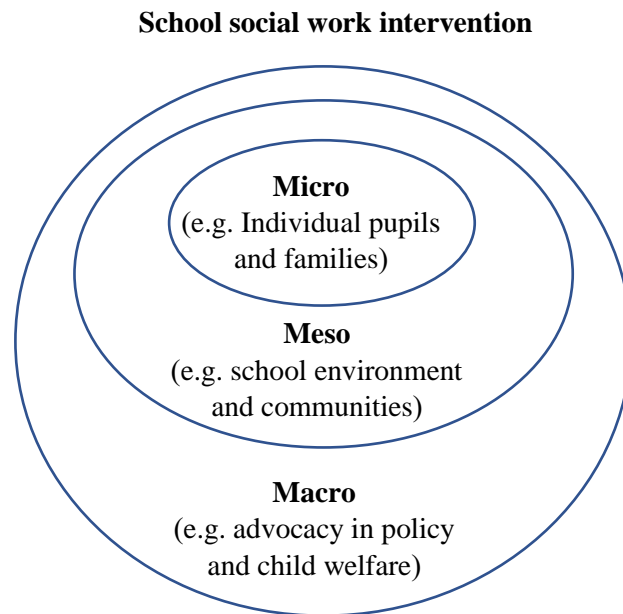 School social work intervention
Micro
(e.g. Individual pupils
and families)
Meso
(e.g. school environment
and communities)
Macro
(e.g. advocacy in policy
and child welfare)